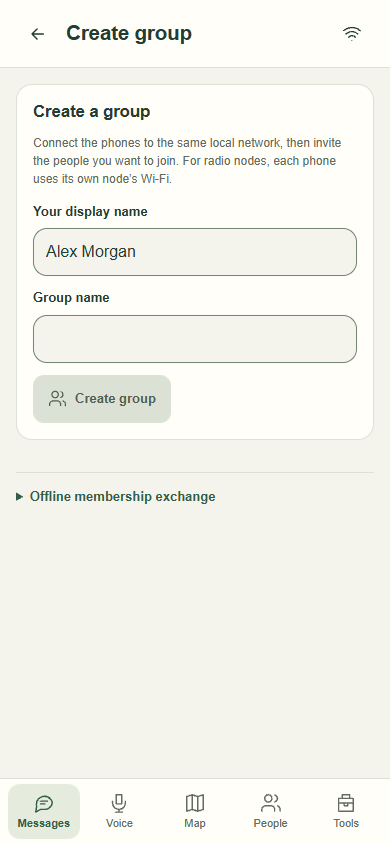 Create group
Create a group
Connect the phones to the same local network, then invite
the people you want to join. For radio nodes, each phone
uses its own node's Wi-Fi.
Your display name
Alex Morgan
Group name
Create group
Offline membership exchange
Messages
Voice
Map
People
Tools